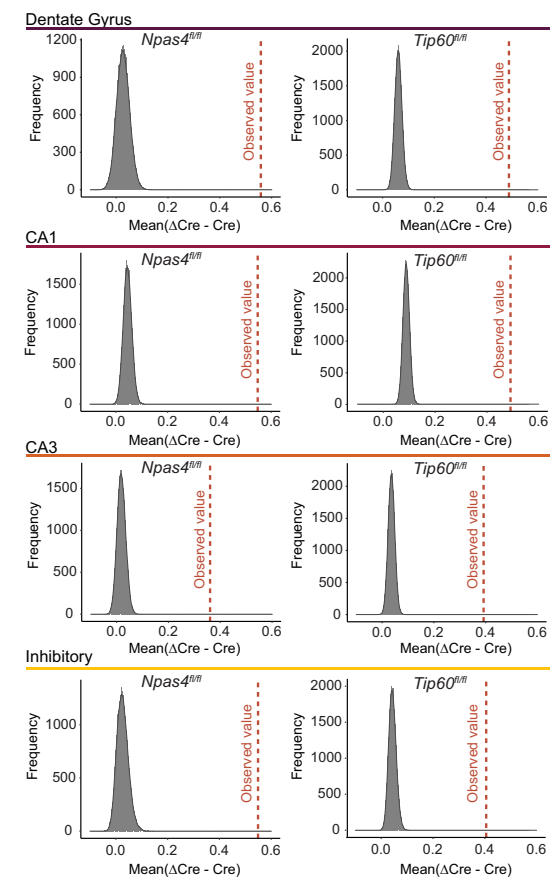 Dentate Gyrus
Npas4fl/fl
Tip60fl/fl
1200
900
600
300
0
Frequency
Observed value
0.0 0.2 0.4 0.6
Mean(ΔCre - Cre)
2000
1500
1000
500
0
Frequency
Observed value
0.0 0.2 0.4 0.6
Mean(ΔCre - Cre)
CA1
Npas4fl/fl
Tip60fl/fl
1500
1000
500
0
Frequency
Observed value
0.0 0.2 0.4 0.6
Mean(ΔCre - Cre)
2000
1500
1000
500
0
Frequency
Observed value
0.0 0.2 0.4 0.6
Mean(ΔCre - Cre)
CA3
Npas4fl/fl
Tip60fl/fl
1500
1000
500
0
Frequency
Observed value
0.0 0.2 0.4 0.6
Mean(ΔCre - Cre)
2000
1500
1000
500
0
Frequency
Observed value
0.0 0.2 0.4 0.6
Mean(ΔCre - Cre)
Inhibitory
Npas4fl/fl
Tip60fl/fl
1000
500
0
Frequency
Observed value
0.0 0.2 0.4 0.6
Mean(ΔCre - Cre)
2000
1500
1000
500
0
Frequency
Observed value
0.0 0.2 0.4 0.6
Mean(ΔCre - Cre)